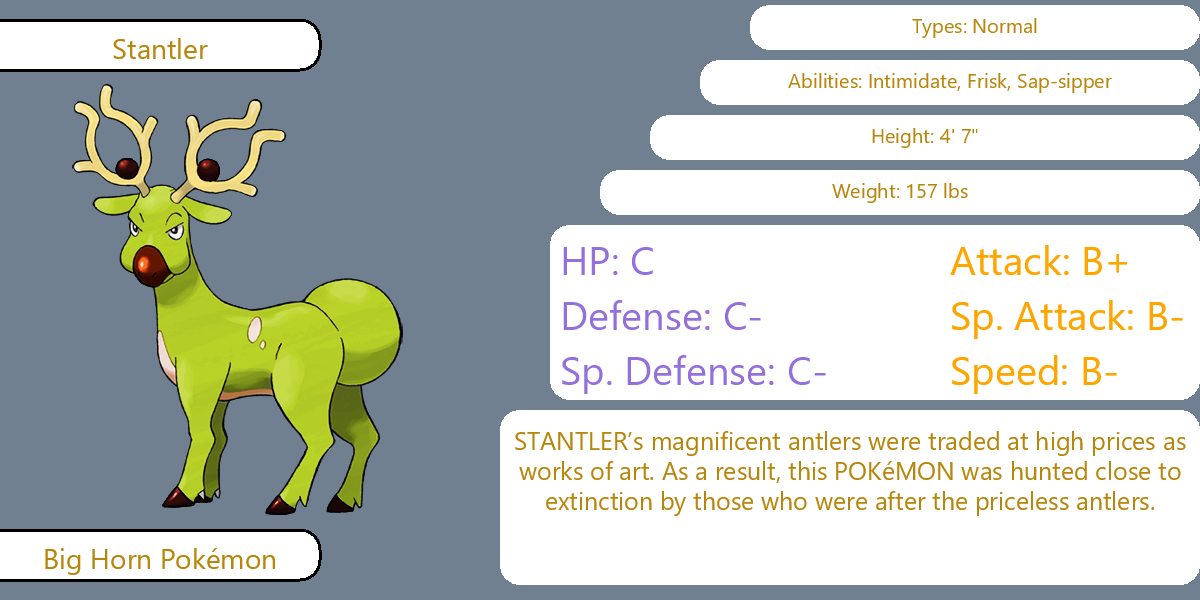 Stantler
Big Horn Pokémon
Types: Normal
Abilities: Intimidate, Frisk, Sap-sipper
Height: 4' 7"
Weight: 157 lbs
HP: C
Attack: B+
Defense: C-
Sp. Attack: B-
Sp. Defense: C-
Speed: B-
STANTLER’s magnificent antlers were traded at high prices as
works of art. As a result, this POKéMON was hunted close to
extinction by those who were after the priceless antlers.